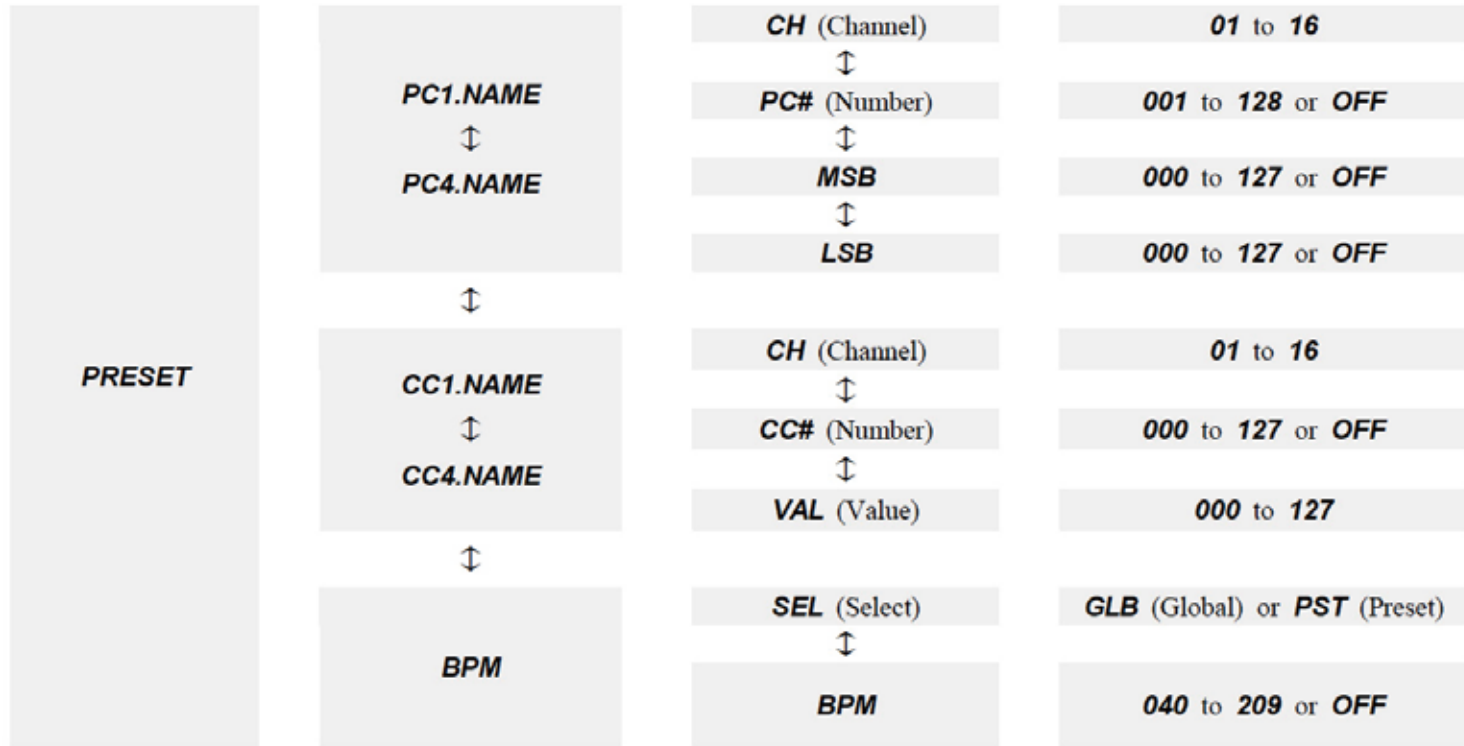 CH (Channel)
01 to 16
↕
PC1.NAME
PC# (Number)
001 to 128 or OFF
↕
↕
PC4.NAME
MSB
000 to 127 or OFF
↕
LSB
000 to 127 or OFF
↕
PRESET
CH (Channel)
01 to 16
CC1.NAME
↕
↕
CC# (Number)
000 to 127 or OFF
CC4.NAME
↕
VAL (Value)
000 to 127
↕
SEL (Select)
GLB (Global) or PST (Preset)
↕
BPM
BPM
040 to 209 or OFF